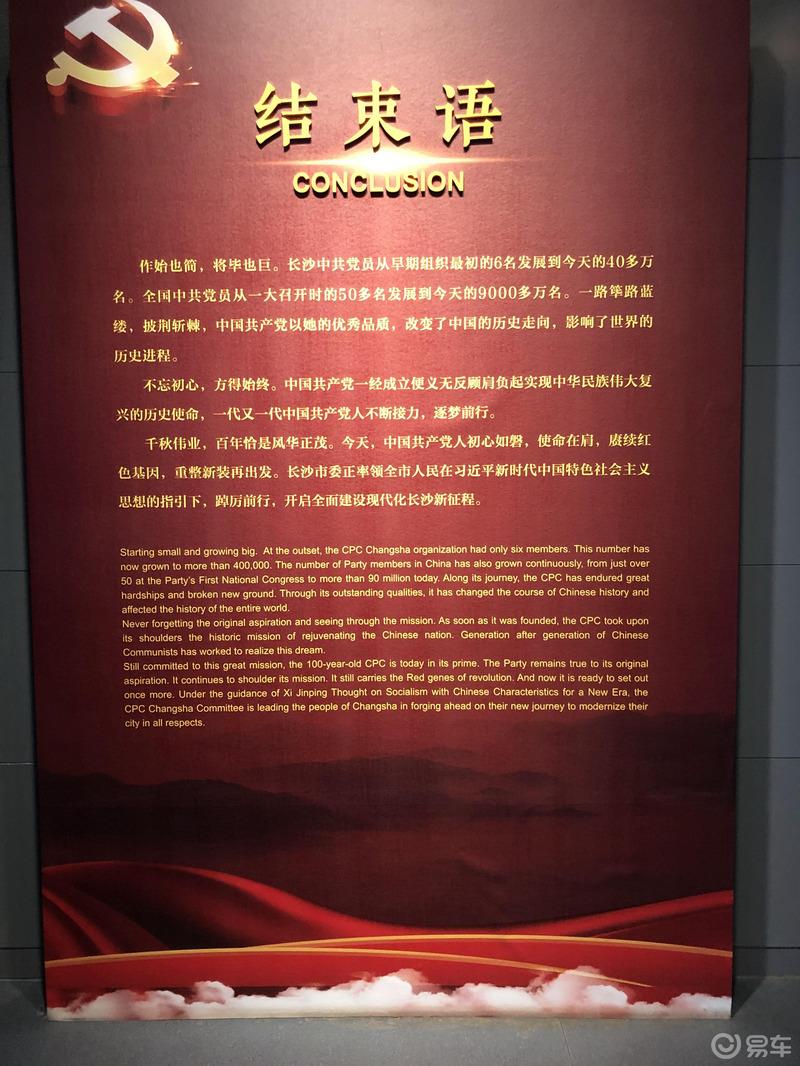 结束语
CONCLUSION
作始也简，将毕也巨。长沙中共党员从早期组织最初的6名发展到今天的40多万
名。全国中共党员从一大召开时的50多名发展到今天的9000多万名。一路筚路蓝
缕，披荆斩棘，中国共产党以她的优秀品质，改变了中国的历史走向，影响了世界的
历史进程。
不忘初心，方得始终。中国共产党一经成立便义无反顾肩负起实现中华民族伟大复
兴的历史使命，一代又一代中国共产党人不断接力，逐梦前行。
千秋伟业，百年恰是风华正茂。今天，中国共产党人初心如磐，使命在肩，赓续红
色基因，重整新装再出发。长沙市委正率领全市人民在习近平新时代中国特色社会主义
思想的指引下，踔厉前行，开启全面建设现代化长沙新征程。
Starting small and growing big. At the outset, the CPC Changsha organization had only six members. This number has
now grown to more than 400,000. The number of Party members in China has also grown continuously, from just over
50 at the Party's First National Congress to more than 90 million today. Along its journey, the CPC has endured great
hardships and broken new ground. Through its outstanding qualities, it has changed the course of Chinese history and
affected the history of the entire world.
Never forgetting the original aspiration and seeing through the mission. As soon as it was founded, the CPC took upon
its shoulders the historic mission of rejuvenating the Chinese nation. Generation after generation of Chinese
Communists has worked to realize this dream.
Still committed to this great mission, the 100-year-old CPC is today in its prime. The Party remains true to its original
aspiration. It continues to shoulder its mission. It still carries the Red genes of revolution. And now it is ready to set out
once more. Under the guidance of Xi Jinping Thought on Socialism with Chinese Characteristics for a New Era, the
CPC Changsha Committee is leading the people of Changsha in forging ahead on their new journey to modernize their
city in all respects.
易车